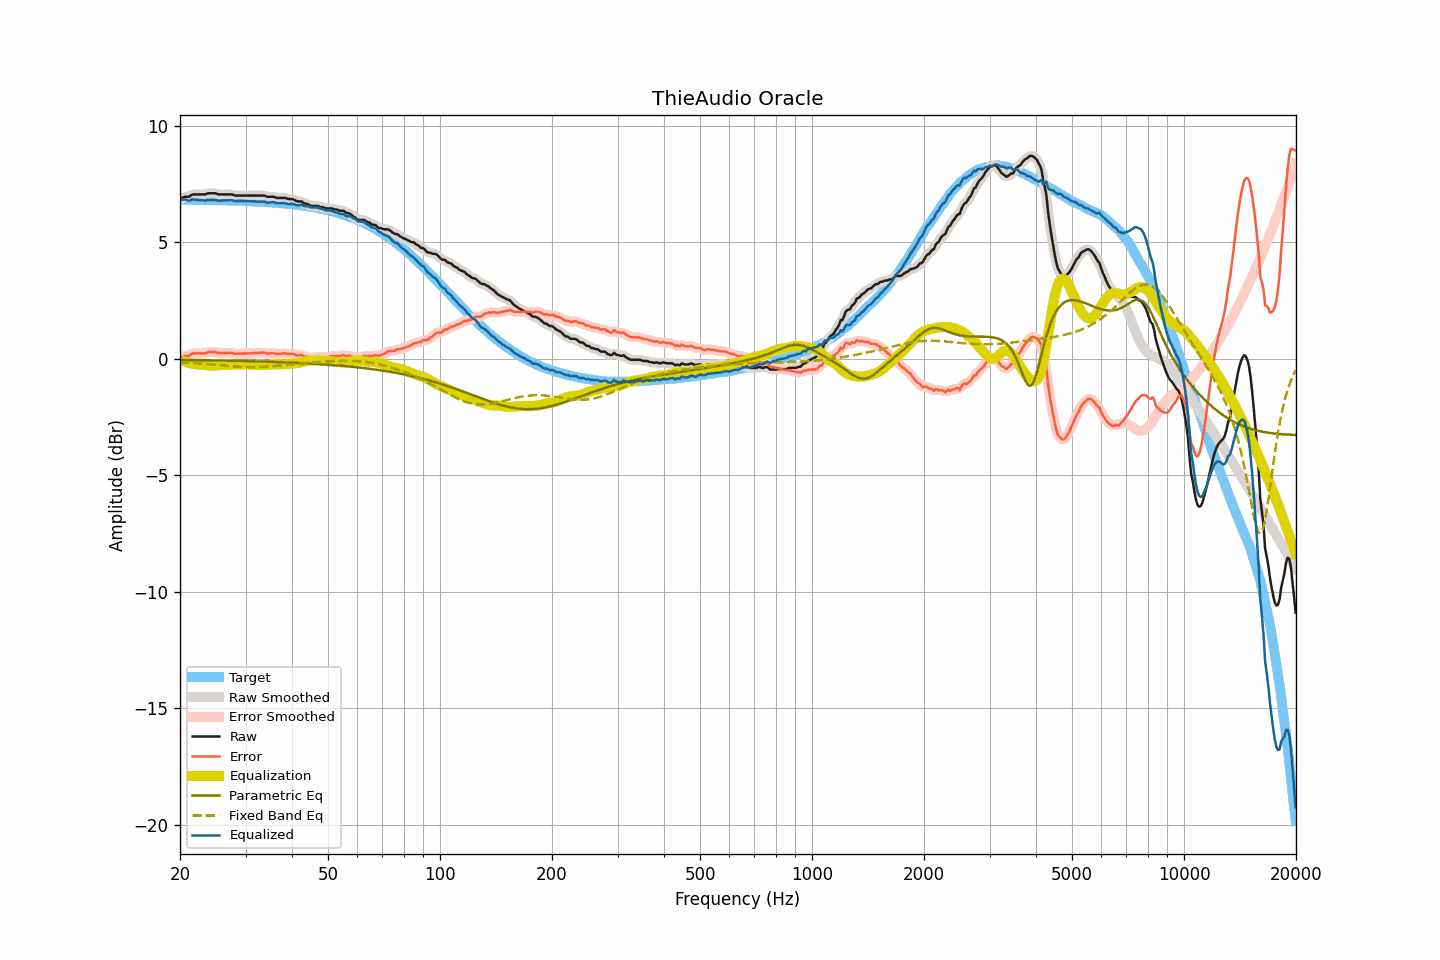 ThieAudio Oracle
10
5
0
−5
−10
−15
−20
Amplitude (dBr)
Target
Raw Smoothed
Error Smoothed
Raw
Error
Equalization
Parametric Eq
Fixed Band Eq
Equalized
20 50 100 200 500 1000 2000 5000 10000 20000
Frequency (Hz)